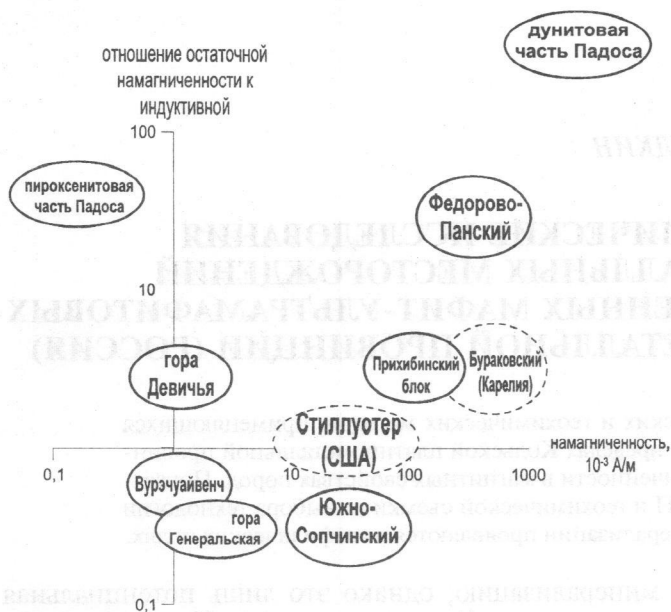 дунитовая
часть Падоса
отношение остаточной
намагниченности к
индуктивной
100
пироксенитовая
часть Падоса
Федорово-
Панский
10
гора
Девичья
Прихибинский
блок
Бураковский
(Карелия)
Стиллуотер
(США)
намагниченность,
10⁻³ А/м
0,1
10
100
1000
Вуручуайвенч
гора
Генеральская
Южно-
Сопчинский
0,1